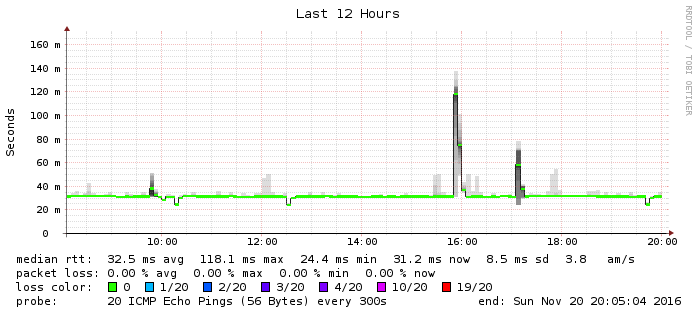 Last 12 Hours
RRDTOOL / TOBI OETIKER
Seconds
160 m
140 m
120 m
100 m
80 m
60 m
40 m
20 m
0
10:00 12:00 14:00 16:00 18:00 20:00
median rtt: 32.5 ms avg 118.1 ms max 24.4 ms min 31.2 ms now 8.5 ms sd 3.8 am/s
packet loss: 0.00 % avg 0.00 % max 0.00 % min 0.00 % now
loss color: 0 1/20 2/20 3/20 4/20 10/20 19/20
probe: 20 ICMP Echo Pings (56 Bytes) every 300s end: Sun Nov 20 20:05:04 2016